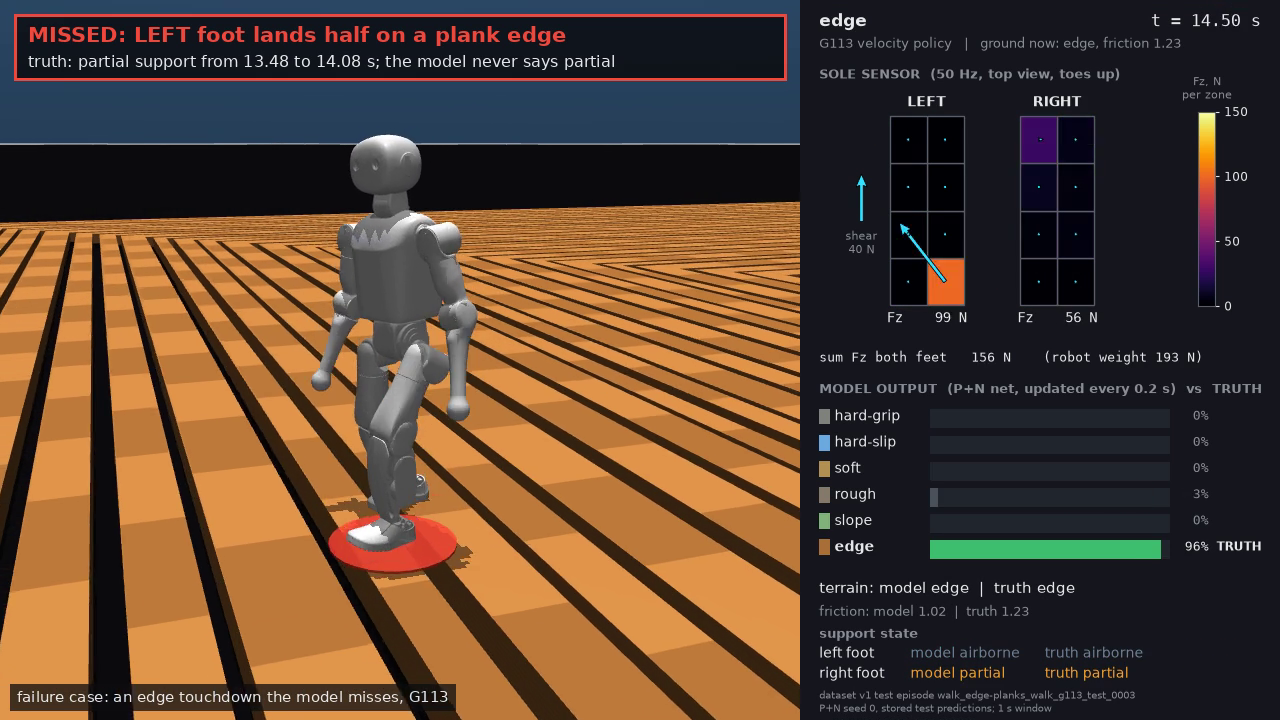 MISSED: LEFT foot lands half on a plank edge
truth: partial support from 13.48 to 14.08 s; the model never says partial
failure case: an edge touchdown the model misses, G113
edge t = 14.50 s
G113 velocity policy | ground now: edge, friction 1.23
SOLE SENSOR (50 Hz, top view, toes up)
Fz, N
per zone
LEFT RIGHT
150
100
50
0
shear
40 N
Fz 99 N Fz 56 N
sum Fz both feet 156 N (robot weight 193 N)
MODEL OUTPUT (P+N net, updated every 0.2 s) vs TRUTH
hard-grip 0%
hard-slip 0%
soft 0%
rough 3%
slope 0%
edge 96% TRUTH
terrain: model edge | truth edge
friction: model 1.02 | truth 1.23
support state
left foot model airborne truth airborne
right foot model partial truth partial
dataset v1 test episode walk_edge-planks_walk_g113_test_0003
P+N seed 0, stored test predictions; 1 s window